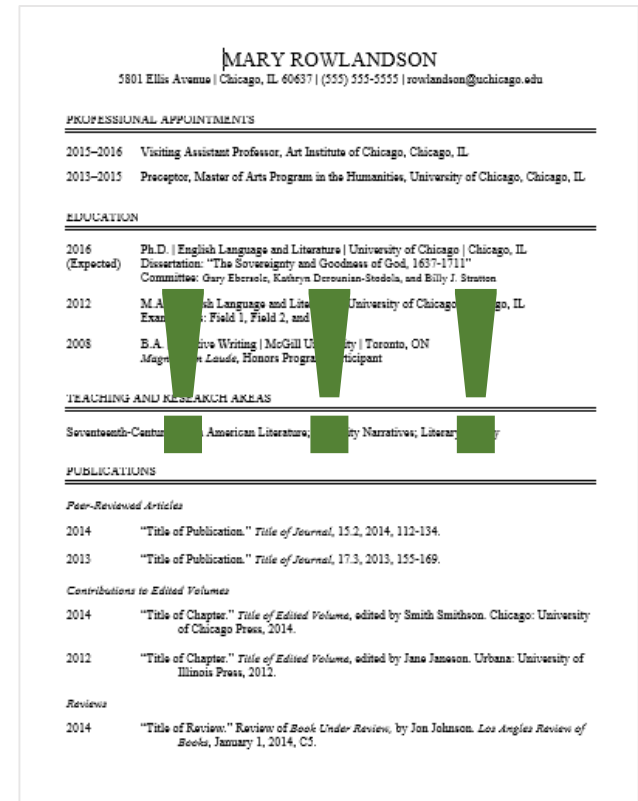 MARY ROWLANDSON
5801 Ellis Avenue | Chicago, IL 60637 | (555) 555-5555 | rowlandson@uchicago.edu
PROFESSIONAL APPOINTMENTS
2015–2016 Visiting Assistant Professor, Art Institute of Chicago, Chicago, IL
2013–2015 Preceptor, Master of Arts Program in the Humanities, University of Chicago, Chicago, IL
EDUCATION
2016 Ph.D. | English Language and Literature | University of Chicago | Chicago, IL
(Expected) Dissertation: “The Sovereignty and Goodness of God, 1637-1711”
Committee: Gary Ebersole, Kathryn Derounian-Stodola, and Billy J. Stratton
2012 Language and University of Chicago IL
Field 1, Field 2, and
2008 B.A. Writing | McGill | Toronto, ON
Laude, Honors
TEACHING AND RESEARCH AREAS
American Literature; Narratives; Literary
PUBLICATIONS
Peer-Reviewed Articles
2014 “Title of Publication.” Title of Journal, 15.2, 2014, 112-134.
2013 “Title of Publication.” Title of Journal, 17.3, 2013, 155-169.
Contributions to Edited Volumes
2014 “Title of Chapter.” Title of Edited Volume, edited by Smith Smithson. Chicago: University
of Chicago Press, 2014.
2012 “Title of Chapter.” Title of Edited Volume, edited by Jane Janeson. Urbana: University of
Illinois Press, 2012.
Reviews
2014 “Title of Review.” Review of Book Under Review, by Jon Johnson. Los Angles Review of
Books, January 1, 2014, C5.
! ! !